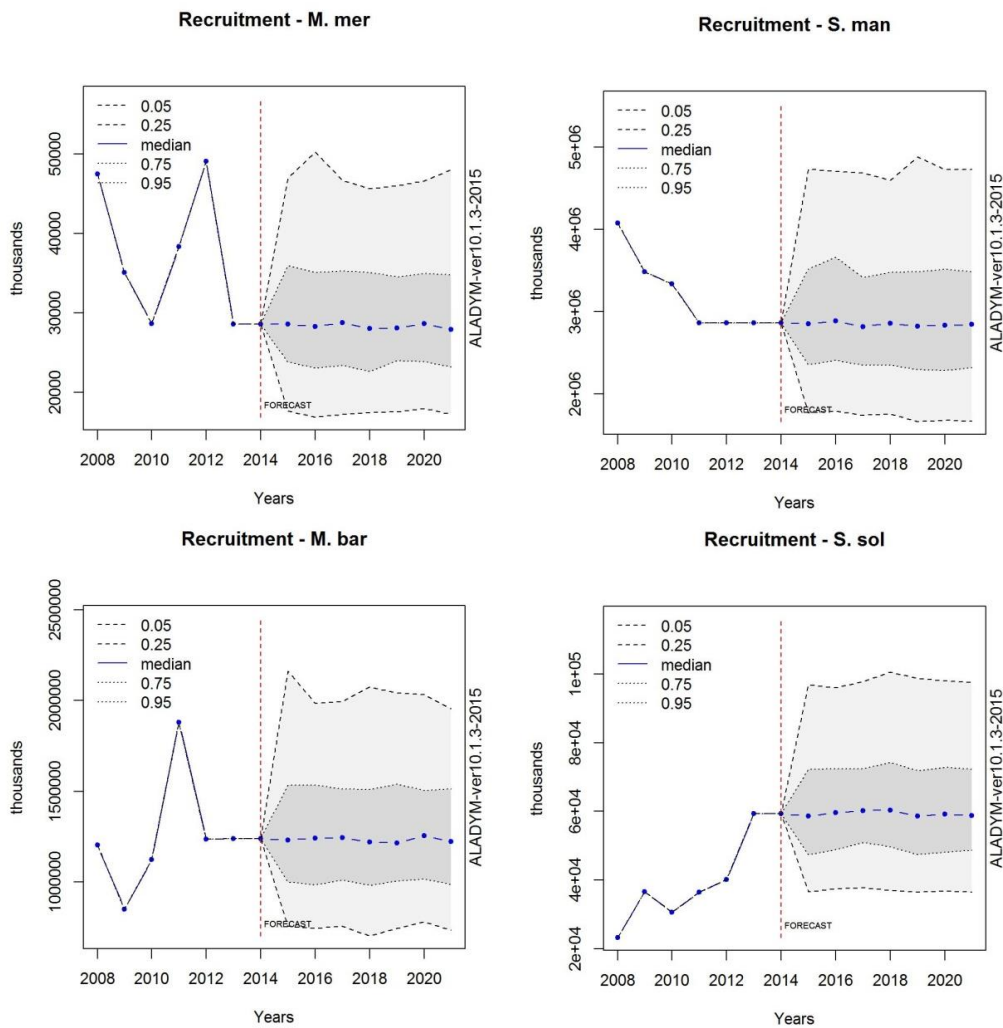 Recruitment - M. mer
0.05
0.25
median
0.75
0.95
thousands
50000
40000
30000
20000
FORECAST
2008 2010 2012 2014 2016 2018 2020
Years
ALADYM-ver10.1.3-2015
Recruitment - S. man
0.05
0.25
median
0.75
0.95
thousands
5e+06
4e+06
3e+06
2e+06
FORECAST
2008 2010 2012 2014 2016 2018 2020
Years
ALADYM-ver10.1.3-2015
Recruitment - M. bar
0.05
0.25
median
0.75
0.95
thousands
2500000
2000000
1500000
1000000
FORECAST
2008 2010 2012 2014 2016 2018 2020
Years
ALADYM-ver10.1.3-2015
Recruitment - S. sol
0.05
0.25
median
0.75
0.95
thousands
1e+05
8e+04
6e+04
4e+04
2e+04
FORECAST
2008 2010 2012 2014 2016 2018 2020
Years
ALADYM-ver10.1.3-2015